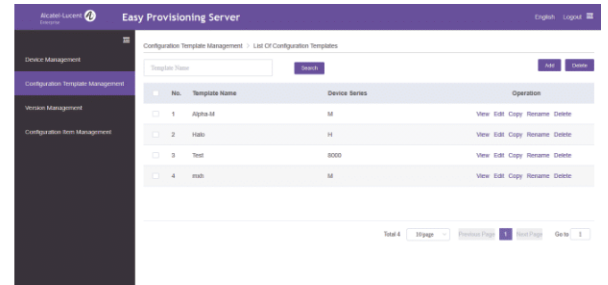 Alcatel·Lucent
Enterprise
Easy Provisioning Server
English Logout
Configuration Template Management > List Of Configuration Templates
Device Management
Template Name Search Add Delete
Configuration Template Management
No. Template Name Device Series Operation
Version Management
1 Alpha-M M View Edit Copy Rename Delete
Configuration Item Management
2 Halo H View Edit Copy Rename Delete
3 Test 8000 View Edit Copy Rename Delete
4 M View Edit Copy Rename Delete
Total 4 10/page Previous Page 1 Next Page Go to 1